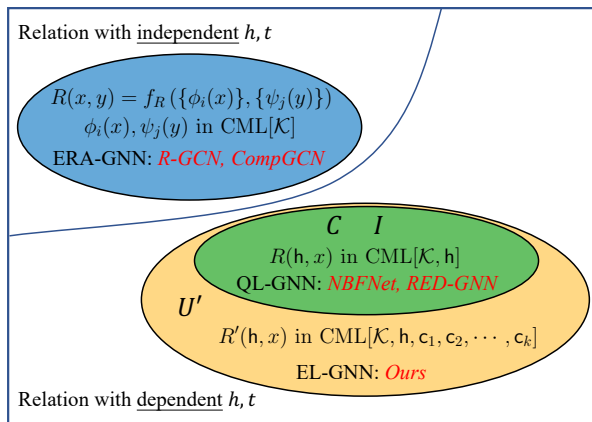 Relation with independent h, t
R(x, y) = f_R ({ϕ_i(x)}, {ψ_j(y)})
ϕ_i(x), ψ_j(y) in CML[𝒦]
ERA-GNN: R-GCN, CompGCN
C I
R(h, x) in CML[𝒦, h]
QL-GNN: NBFNet, RED-GNN
U′
R′(h, x) in CML[𝒦, h, c_1, c_2, ⋯ , c_k]
EL-GNN: Ours
Relation with dependent h, t